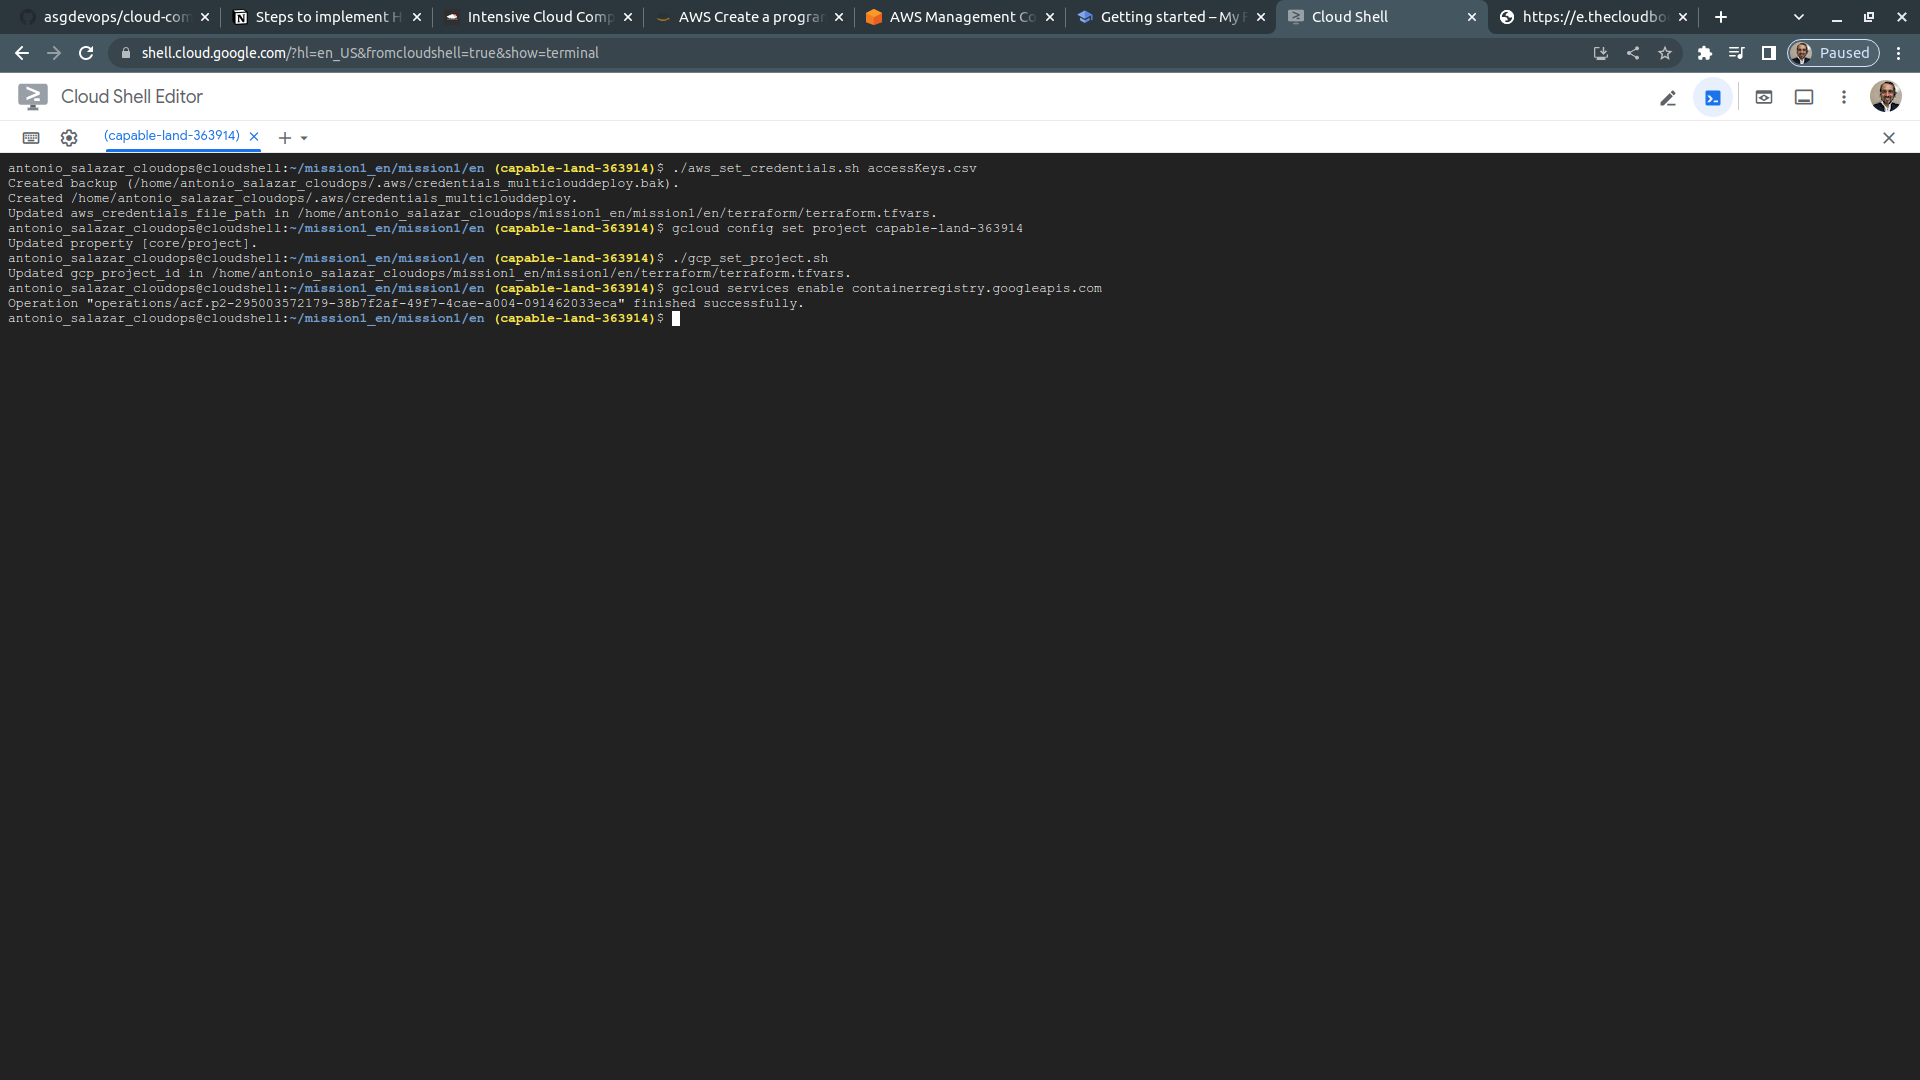 asgdevops/cloud-con
Steps to implement H
Intensive Cloud Comp
AWS Create a program
AWS Management Co
Getting started – My F
Cloud Shell
https://e.thecloudbo
shell.cloud.google.com/?hl=en_US&fromcloudshell=true&show=terminal
Paused
Cloud Shell Editor
(capable-land-363914)
antonio_salazar_cloudops@cloudshell:~/mission1_en/mission1/en (capable-land-363914)$ ./aws_set_credentials.sh accessKeys.csv
Created backup (/home/antonio_salazar_cloudops/.aws/credentials_multiclouddeploy.bak).
Created /home/antonio_salazar_cloudops/.aws/credentials_multiclouddeploy.
Updated aws_credentials_file_path in /home/antonio_salazar_cloudops/mission1_en/mission1/en/terraform/terraform.tfvars.
antonio_salazar_cloudops@cloudshell:~/mission1_en/mission1/en (capable-land-363914)$ gcloud config set project capable-land-363914
Updated property [core/project].
antonio_salazar_cloudops@cloudshell:~/mission1_en/mission1/en (capable-land-363914)$ ./gcp_set_project.sh
Updated gcp_project_id in /home/antonio_salazar_cloudops/mission1_en/mission1/en/terraform/terraform.tfvars.
antonio_salazar_cloudops@cloudshell:~/mission1_en/mission1/en (capable-land-363914)$ gcloud services enable containerregistry.googleapis.com
Operation "operations/acf.p2-295003572179-38b7f2af-49f7-4cae-a004-091462033eca" finished successfully.
antonio_salazar_cloudops@cloudshell:~/mission1_en/mission1/en (capable-land-363914)$